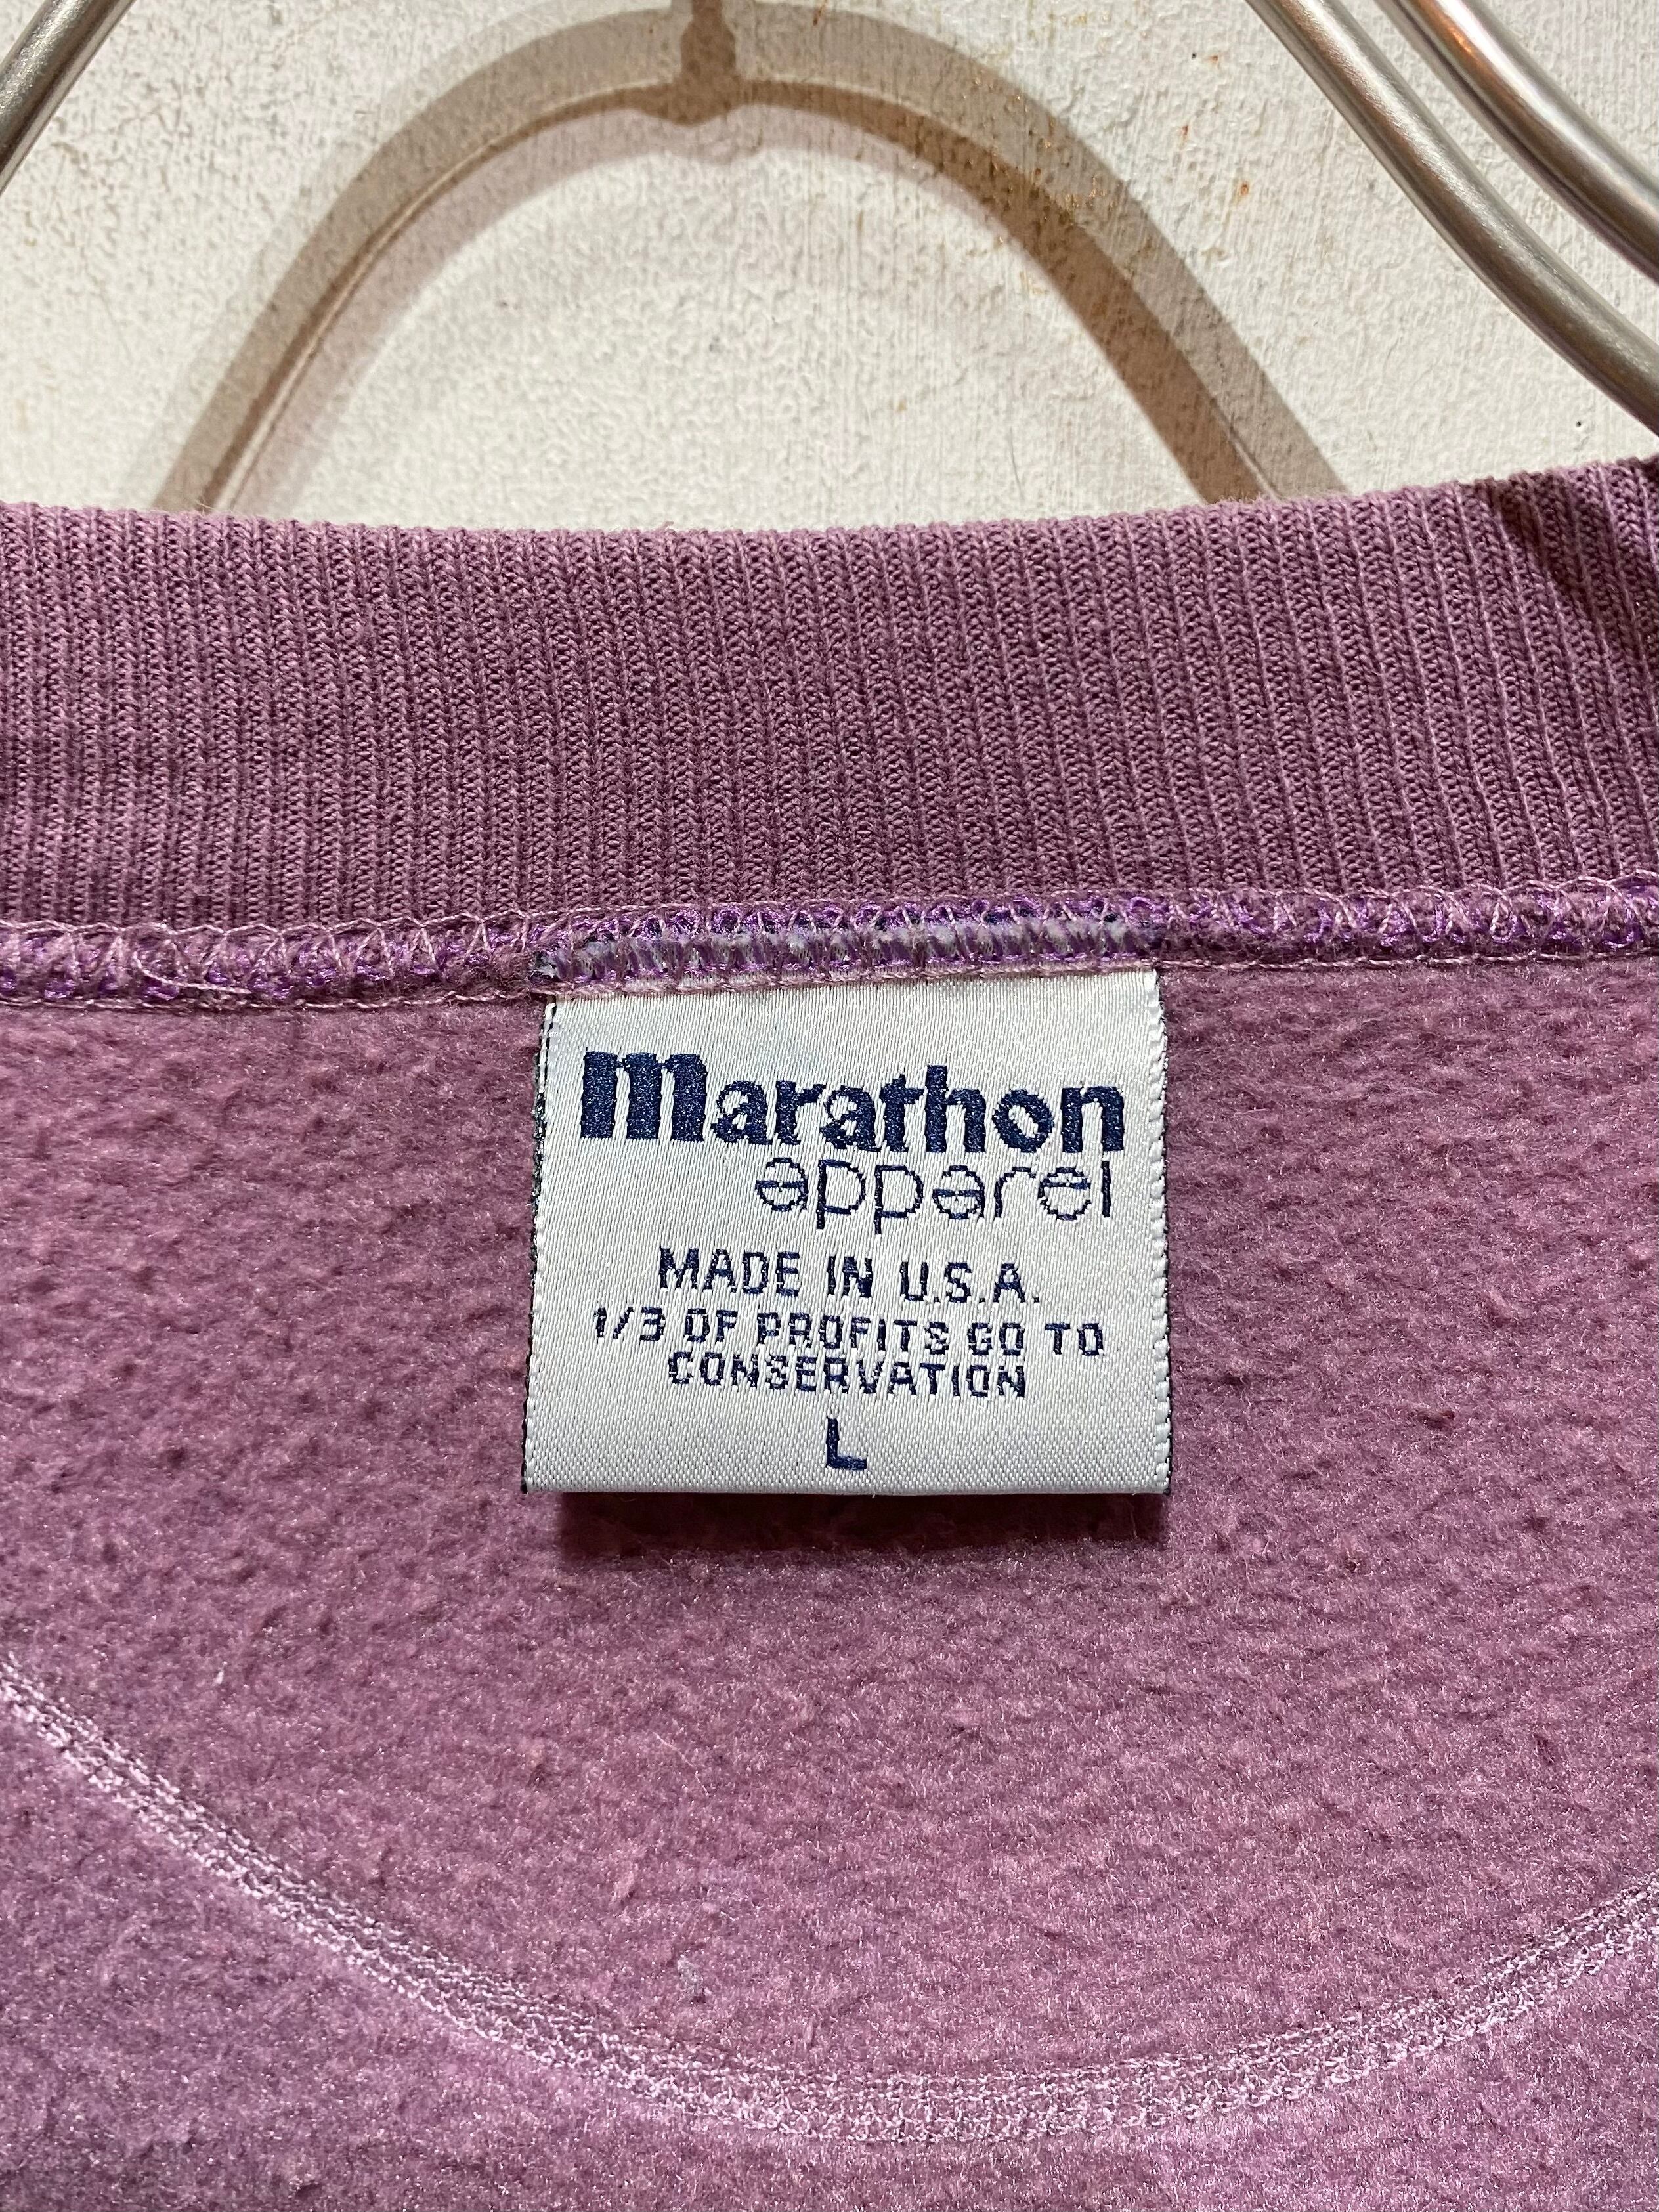 marathon
apparel
MADE IN U.S.A.
1/3 OF PROFITS GO TO
CONSERVATION
L